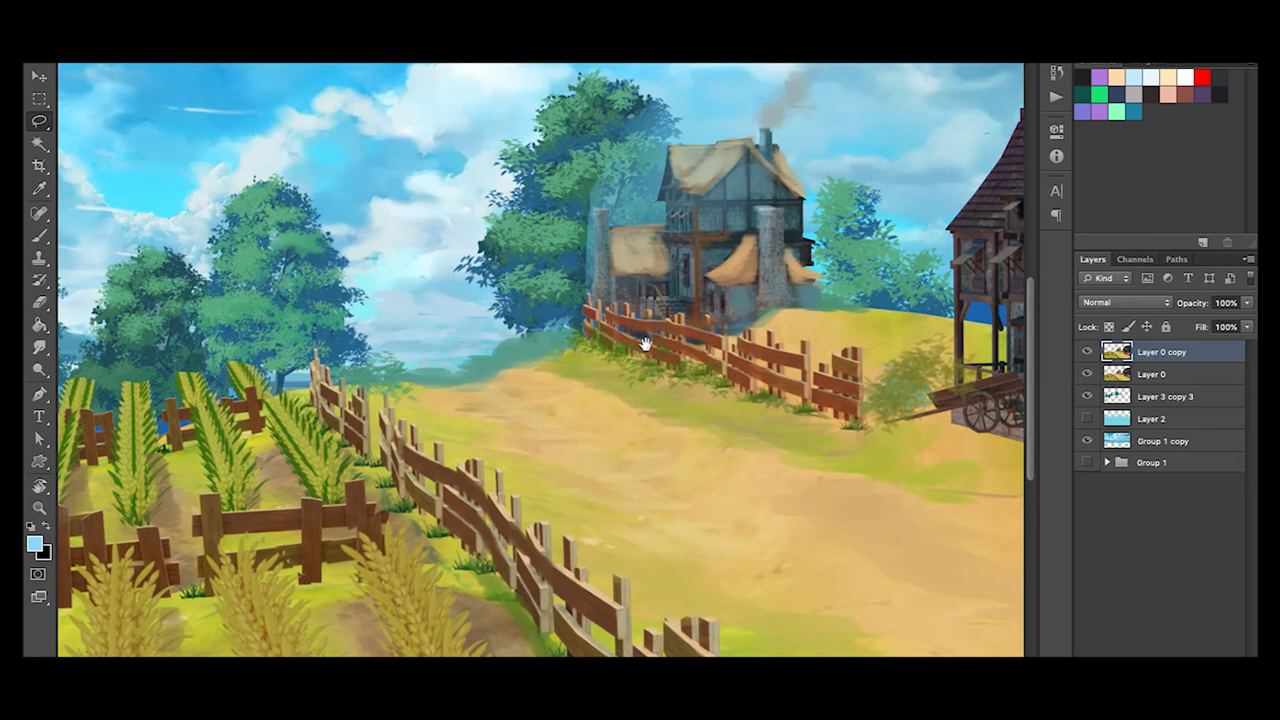 Layers Channels Paths
Kind
Normal Opacity: 100%
Lock: Fill: 100%
Layer 0 copy
Layer 0
Layer 3 copy 3
Layer 2
Group 1 copy
Group 1